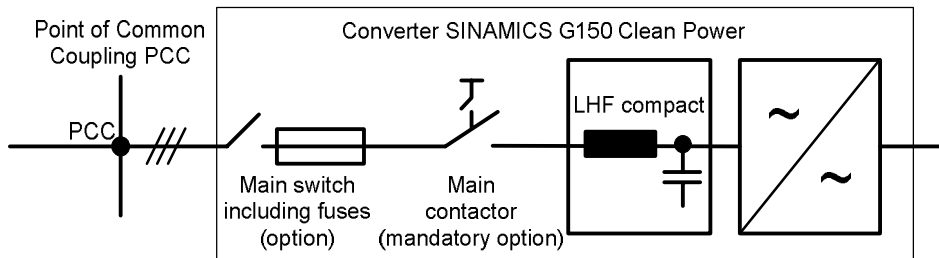 Point of Common
Coupling PCC
Converter SINAMICS G150 Clean Power
PCC
LHF compact
Main switch
including fuses
(option)
Main
contactor
(mandatory option)
~
~